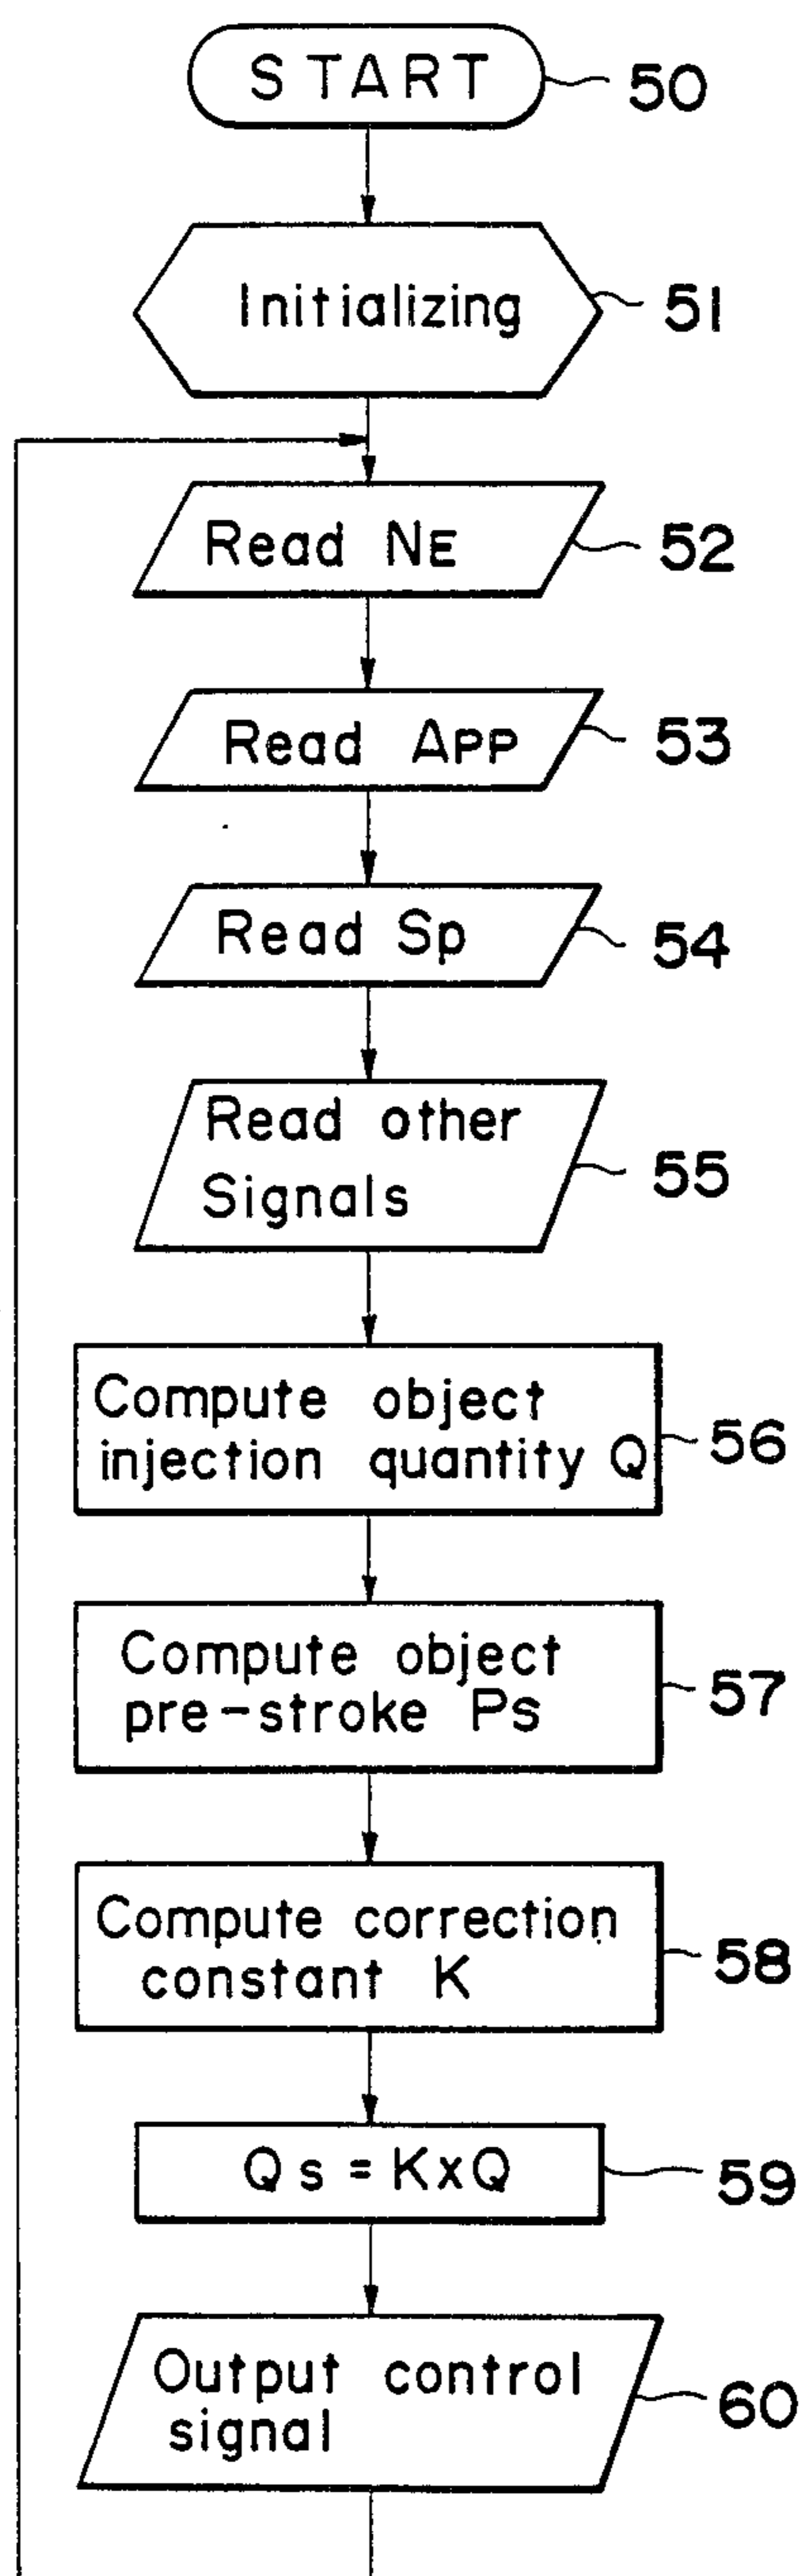 START 50
Initializing 51
Read NE 52
Read APP 53
Read Sp 54
Read other
Signals
55
Compute object
injection quantity Q
56
Compute object
pre-stroke Ps
57
Compute correction
constant K
58
Qs = K x Q 59
Output control
signal
60